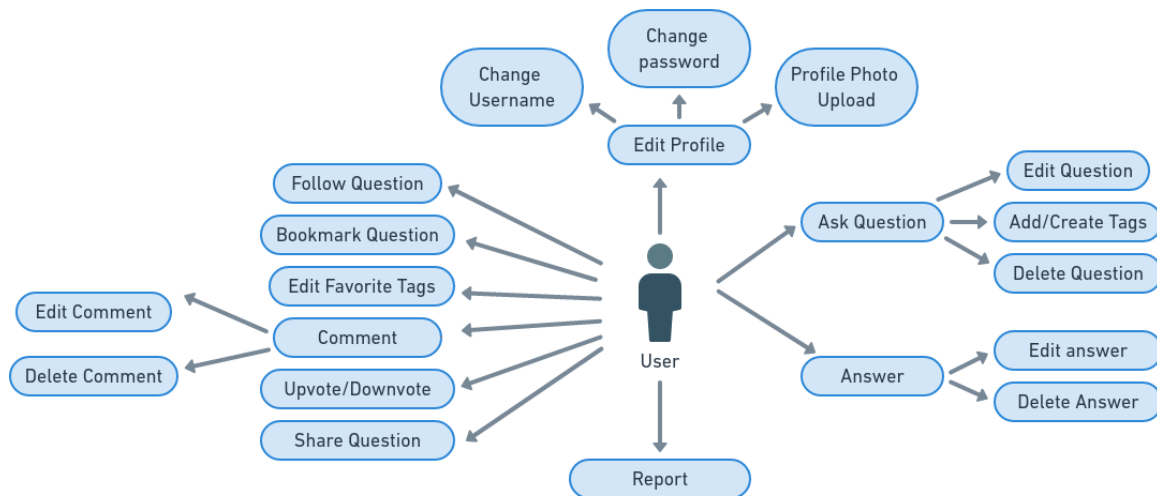 Change
password
Change
Username
Profile Photo
Upload
Edit Profile
Follow Question
Bookmark Question
Edit Favorite Tags
Comment
Upvote/Downvote
Share Question
Edit Comment
Delete Comment
User
Report
Ask Question
Edit Question
Add/Create Tags
Delete Question
Answer
Edit answer
Delete Answer